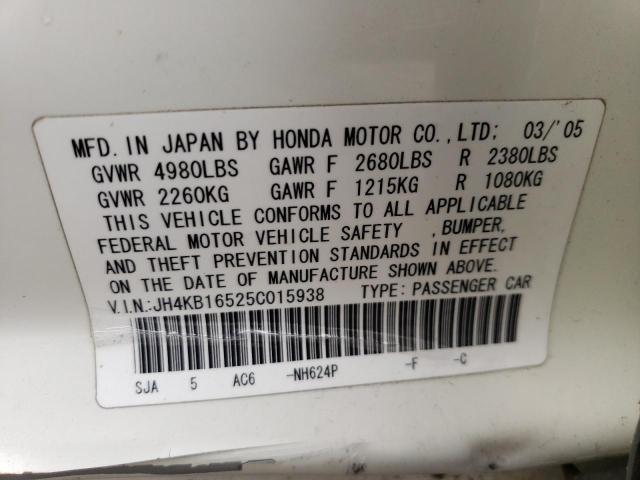 MFD. IN JAPAN BY HONDA MOTOR CO., LTD: 03/'05
GVWR 4980LBS GAWR F 2680LBS R 2380LBS
GVWR 2260KG GAWR F 1215KG R 1080KG
THIS VEHICLE CONFORMS TO ALL APPLICABLE
FEDERAL MOTOR VEHICLE SAFETY , BUMPER,
AND THEFT PREVENTION STANDARDS IN EFFECT
ON THE DATE OF MANUFACTURE SHOWN ABOVE.
V.I.N.:JH4KB16525C015938 TYPE: PASSENGER CAR
SJA 5 AC6 -NH624P -F -C